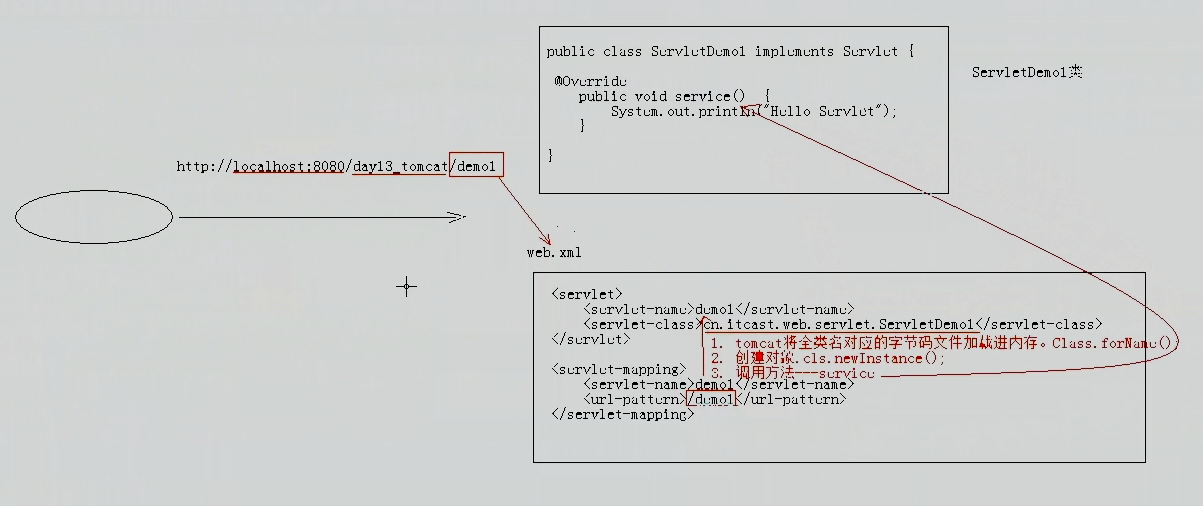 public class ServletDemo1 implements Servlet {
ServletDemo1类
@Override
public void service() {
System.out.println("Hello Servlet");
}
}
http://localhost:8080/day13_tomcat/demo1
web.xml
<servlet>
<servlet-name>demo1</servlet-name>
<servlet-class>cn.itcast.web.servlet.ServletDemo1</servlet-class>
</servlet>
1. tomcat将全类名对应的字节码文件加载进内存。Class.forName()
2. 创建对象.cls.newInstance();
3. 调用方法---service
<servlet-mapping>
<servlet-name>demo1</servlet-name>
<url-pattern>/demo1</url-pattern>
</servlet-mapping>